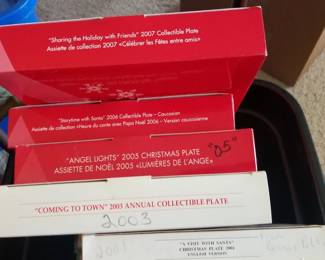 "Sharing the Holiday with Friends" 2007 Collectible Plate
Assiette de collection 2007 «Célébrer les Fêtes entre amis»
"Storytime with Santa" 2006 Collectible Plate – Caucasian
Assiette de collection «Heure du conte avec Papa Noël 2006 – Version caucasienne
"ANGEL LIGHTS" 2005 CHRISTMAS PLATE
ASSIETTE DE NOËL 2005 «LUMIÈRES DE L'ANGE»
"05"
"COMING TO TOWN" 2003 ANNUAL COLLECTIBLE PLATE
2003
2001
"A VISIT WITH SANTA"
CHRISTMAS PLATE 2001
ENGLISH VERSION